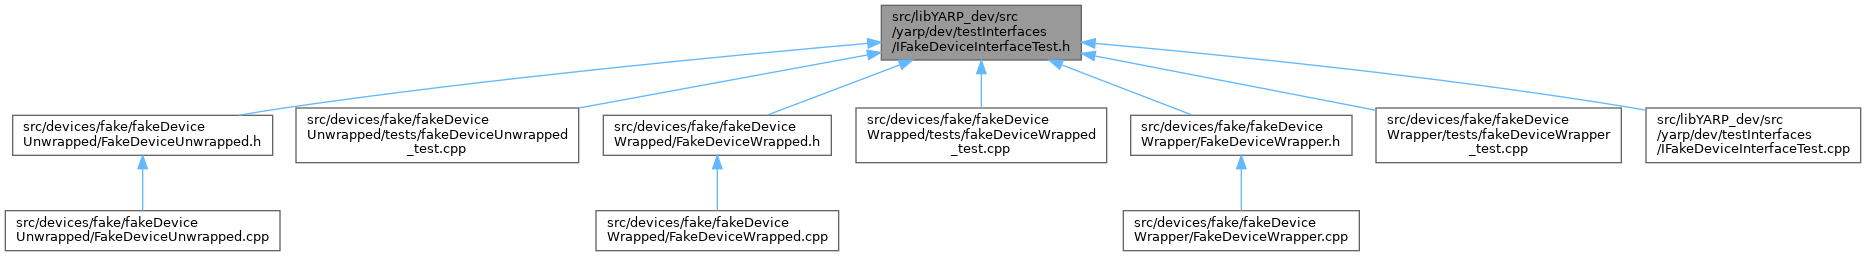 src/libYARP_dev/src
/yarp/dev/testInterfaces
/IFakeDeviceInterfaceTest.h
src/devices/fake/fakeDevice
Unwrapped/FakeDeviceUnwrapped.h
src/devices/fake/fakeDevice
Unwrapped/tests/fakeDeviceUnwrapped
_test.cpp
src/devices/fake/fakeDevice
Wrapped/FakeDeviceWrapped.h
src/devices/fake/fakeDevice
Wrapped/tests/fakeDeviceWrapped
_test.cpp
src/devices/fake/fakeDevice
Wrapper/FakeDeviceWrapper.h
src/devices/fake/fakeDevice
Wrapper/tests/fakeDeviceWrapper
_test.cpp
src/libYARP_dev/src
/yarp/dev/testInterfaces
/IFakeDeviceInterfaceTest.cpp
src/devices/fake/fakeDevice
Unwrapped/FakeDeviceUnwrapped.cpp
src/devices/fake/fakeDevice
Wrapped/FakeDeviceWrapped.cpp
src/devices/fake/fakeDevice
Wrapper/FakeDeviceWrapper.cpp